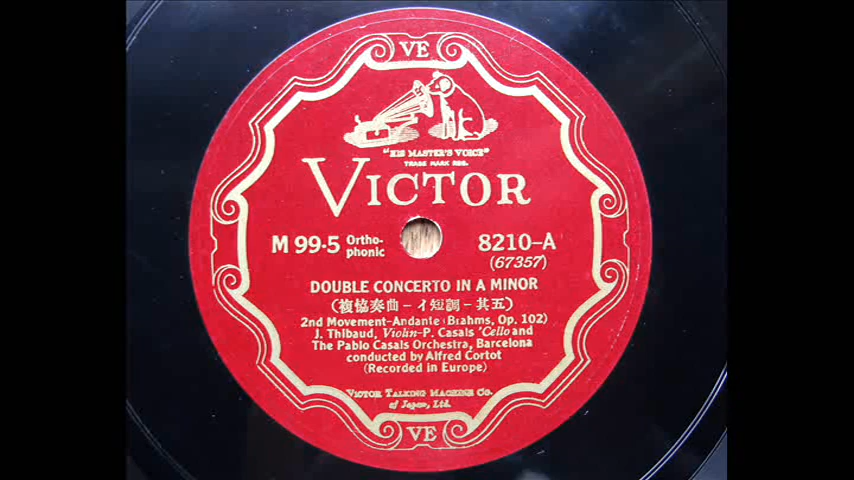 VE
"HIS MASTER'S VOICE"
TRADE MARK REG.
VICTOR
M 99-5 Ortho-phonic 8210-A
(67357)
DOUBLE CONCERTO IN A MINOR
(複協奏曲－イ短調－其五)
2nd Movement-Andante (Brahms, Op. 102)
J. Thibaud, Violin-P. Casals 'Cello and
The Pablo Casals Orchestra, Barcelona
conducted by Alfred Cortot
(Recorded in Europe)
VICTOR TALKING MACHINE CO.
of Japan, Ltd.
VE